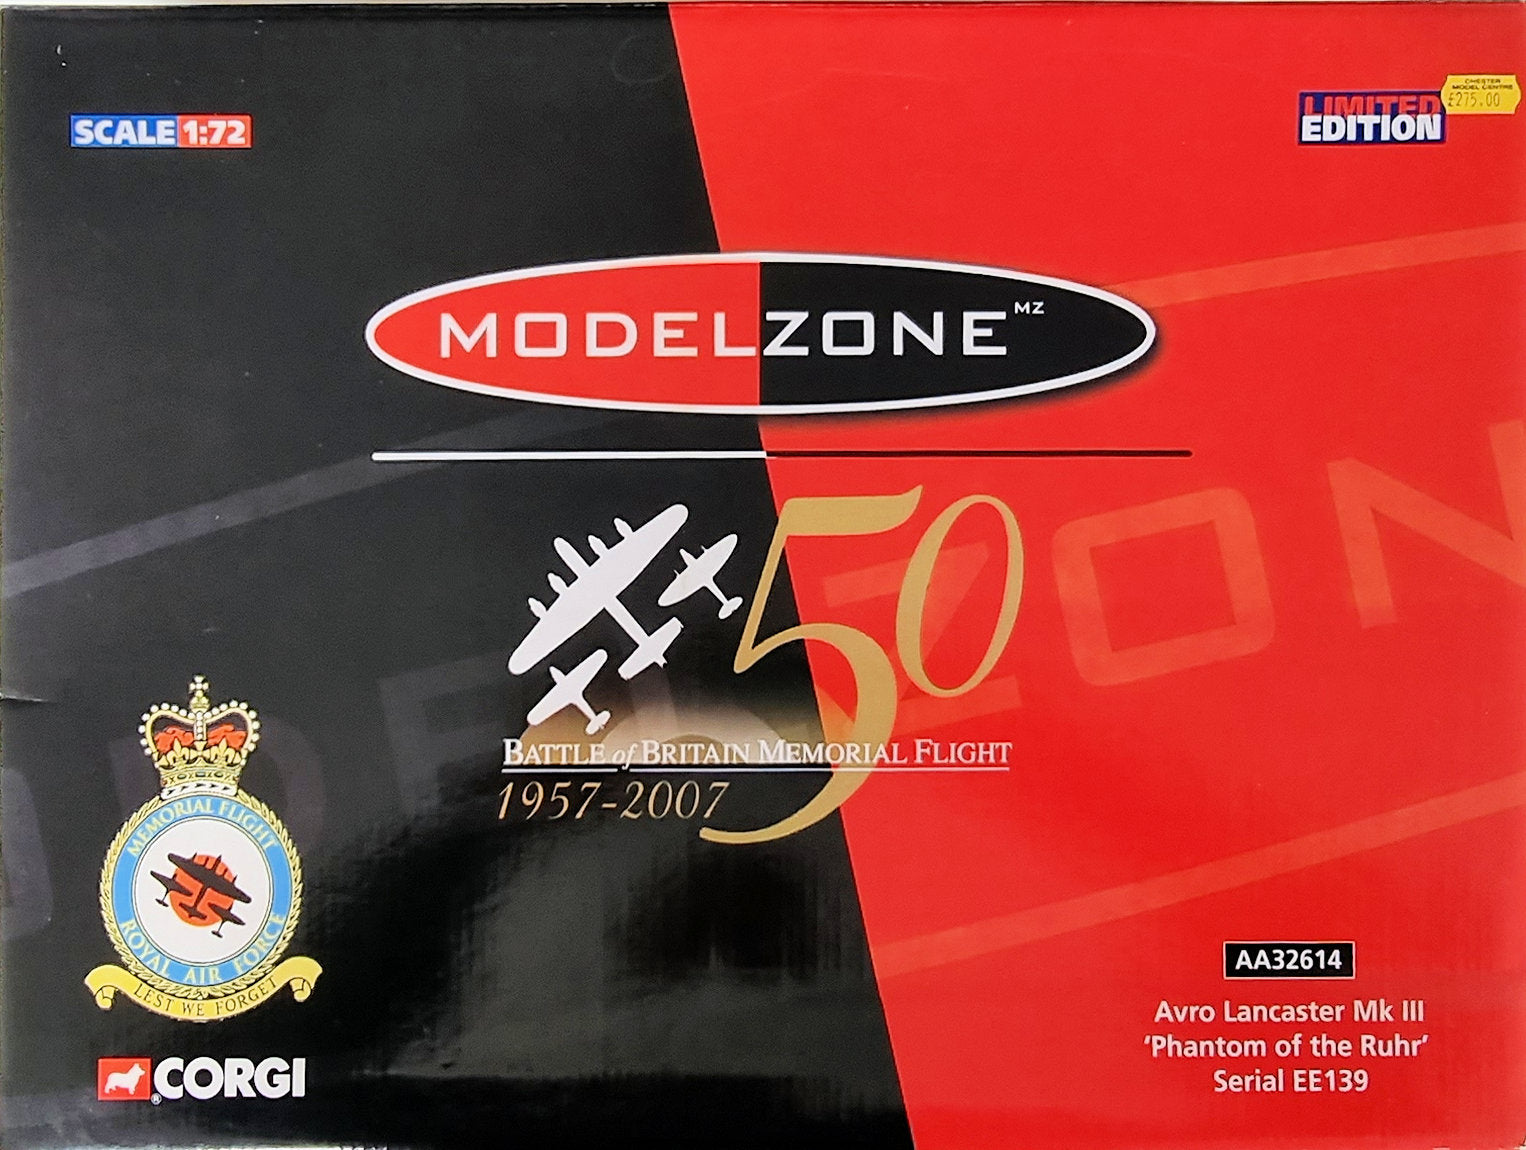 SCALE 1:72
LIMITED
EDITION
CHESTER
MODEL CENTRE
£275.00
MODELZONE MZ
50
BATTLE of BRITAIN MEMORIAL FLIGHT
1957-2007
MEMORIAL FLIGHT
ROYAL AIR FORCE
LEST WE FORGET
CORGI
®
AA32614
Avro Lancaster Mk III
‘Phantom of the Ruhr’
Serial EE139